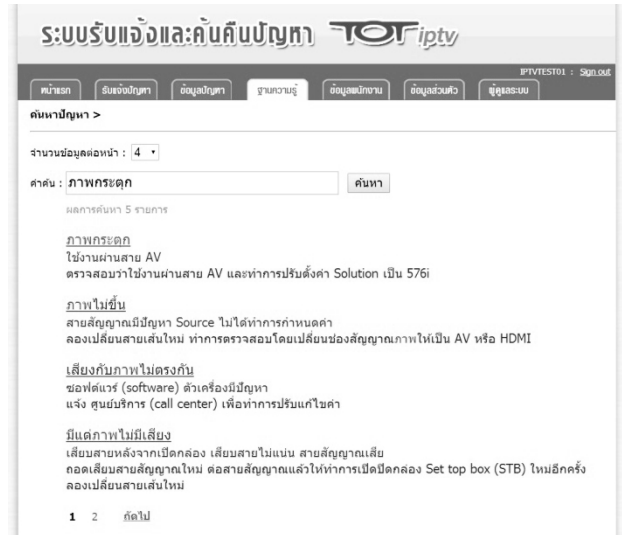 ระบบรับแจ้งและค้นคืนปัญหา TOT iptv
IPTVTEST01 : Sign out
หน้าแรก รับแจ้งปัญหา ข้อมูลปัญหา ฐานความรู้ ข้อมูลพนักงาน ข้อมูลส่วนตัว ผู้ดูแลระบบ
ค้นหาปัญหา >
จำนวนข้อมูลต่อหน้า : 4
คำค้น : ภาพกระตุก ค้นหา
ผลการค้นหา 5 รายการ
ภาพกระตุก
ใช้งานผ่านสาย AV
ตรวจสอบว่าใช้งานผ่านสาย AV และทำการปรับตั้งค่า Solution เป็น 576i
ภาพไม่ขึ้น
สายสัญญาณมีปัญหา Source ไม่ได้ทำการกำหนดค่า
ลองเปลี่ยนสายเส้นใหม่ ทำการตรวจสอบโดยเปลี่ยนช่องสัญญาณภาพให้เป็น AV หรือ HDMI
เสียงกับภาพไม่ตรงกัน
ซอฟต์แวร์ (software) ตัวเครื่องมีปัญหา
แจ้ง ศูนย์บริการ (call center) เพื่อทำการปรับแก้ไขค่า
มีแต่ภาพไม่มีเสียง
เสียบสายหลังจากเปิดกล่อง เสียบสายไม่แน่น สายสัญญาณเสีย
ถอดเสียบสายสัญญาณใหม่ ต่อสายสัญญาณแล้วให้ทำการเปิดปิดกล่อง Set top box (STB) ใหม่อีกครั้ง
ลองเปลี่ยนสายเส้นใหม่
1 2 ถัดไป